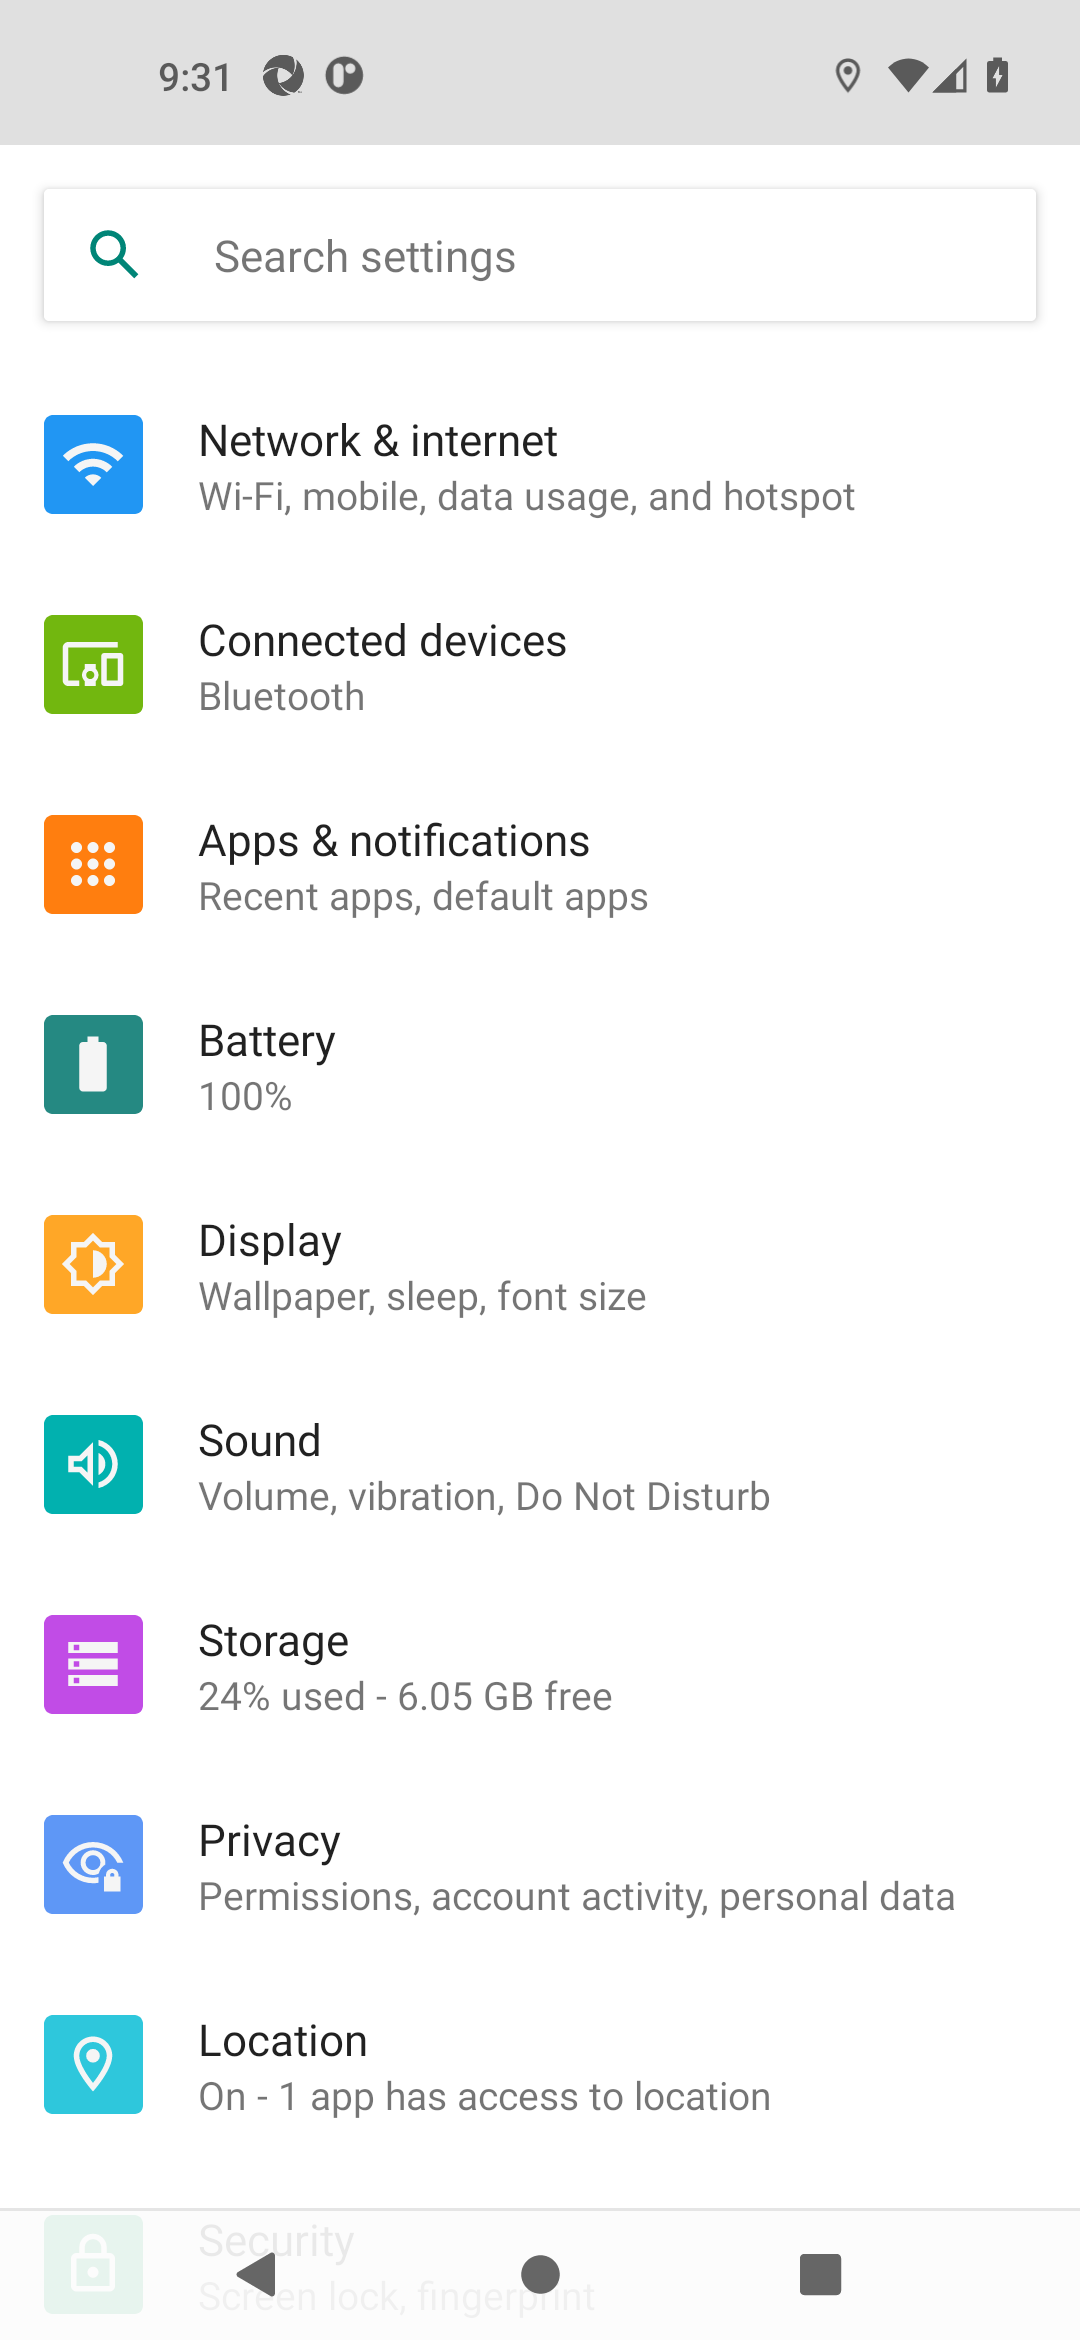 9:31
Search settings
Network & internet
Wi-Fi, mobile, data usage, and hotspot
Connected devices
Bluetooth
Apps & notifications
Recent apps, default apps
Battery
100%
Display
Wallpaper, sleep, font size
Sound
Volume, vibration, Do Not Disturb
Storage
24% used - 6.05 GB free
Privacy
Permissions, account activity, personal data
Location
On - 1 app has access to location
Security
Screen lock, fingerprint